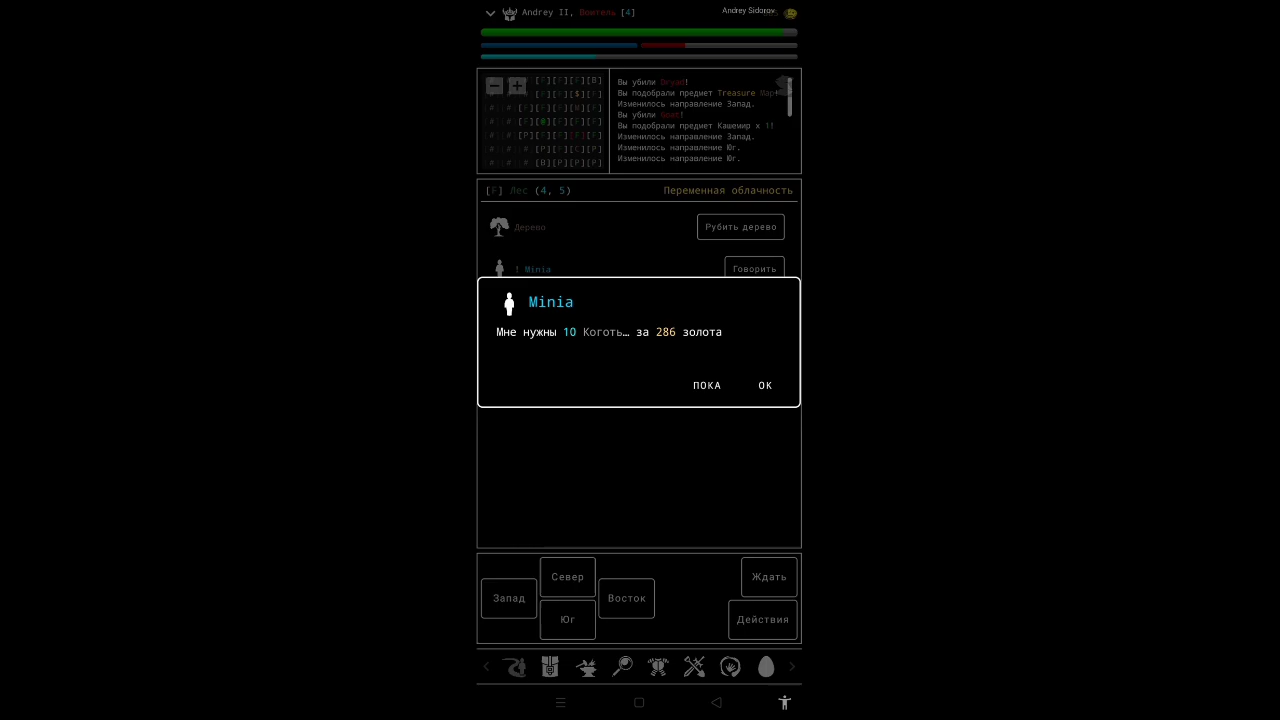 Andrey II, Воитель [4]
Andrey Sidorov
Вы убили Dryad!
Вы подобрали предмет Treasure Map!
Изменилось направление Запад.
Вы убили Goat!
Вы подобрали предмет Кашемир x 1!
Изменилось направление Запад.
Изменилось направление Юг.
Изменилось направление Юг.
[F] Лес (4, 5)
Переменная облачность
Дерево
Рубить дерево
! Minia
Говорить
Minia
Мне нужны 10 Коготь… за 286 золота
ПОКА
ОК
Север
Ждать
Запад
Восток
Юг
Действия